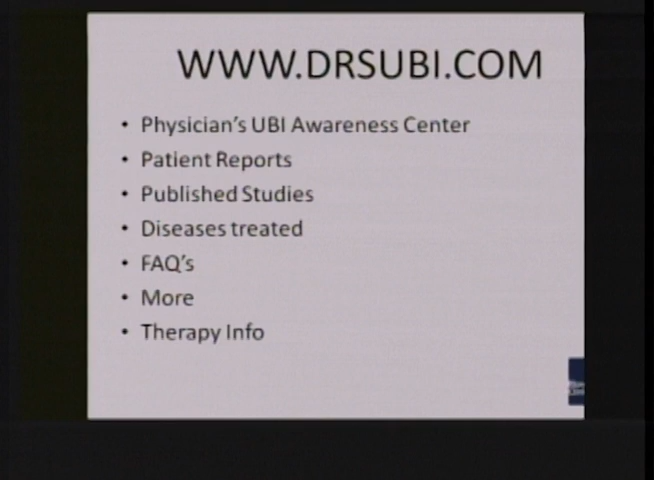 WWW.DRSUBI.COM
• Physician's UBI Awareness Center
• Patient Reports
• Published Studies
• Diseases treated
• FAQ's
• More
• Therapy Info